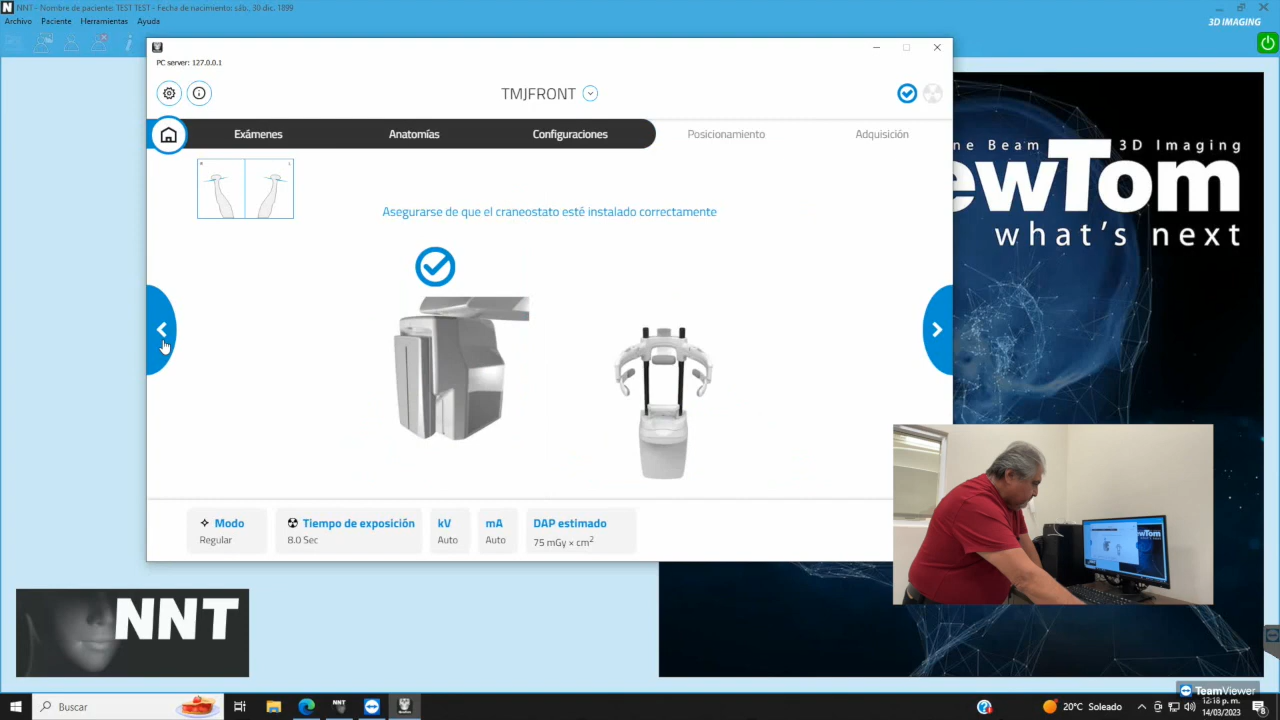 NNT - Nombre de paciente: TEST TEST - Fecha de nacimiento: sáb., 30 dic. 1899
Archivo Paciente Herramientas Ayuda
3D IMAGING
PC server: 127.0.0.1
TMJFRONT
Exámenes Anatomías Configuraciones Posicionamiento Adquisición
ne Beam 3D Imaging
ewTom
what's next
Asegurarse de que el craneostato esté instalado correctamente
Modo
Regular
Tiempo de exposición
8.0 Sec
kV
Auto
mA
Auto
DAP estimado
75 mGy × cm²
NNT
TeamViewer
Buscar
NNT
20°C Soleado
12:18 p. m.
14/03/2023
8